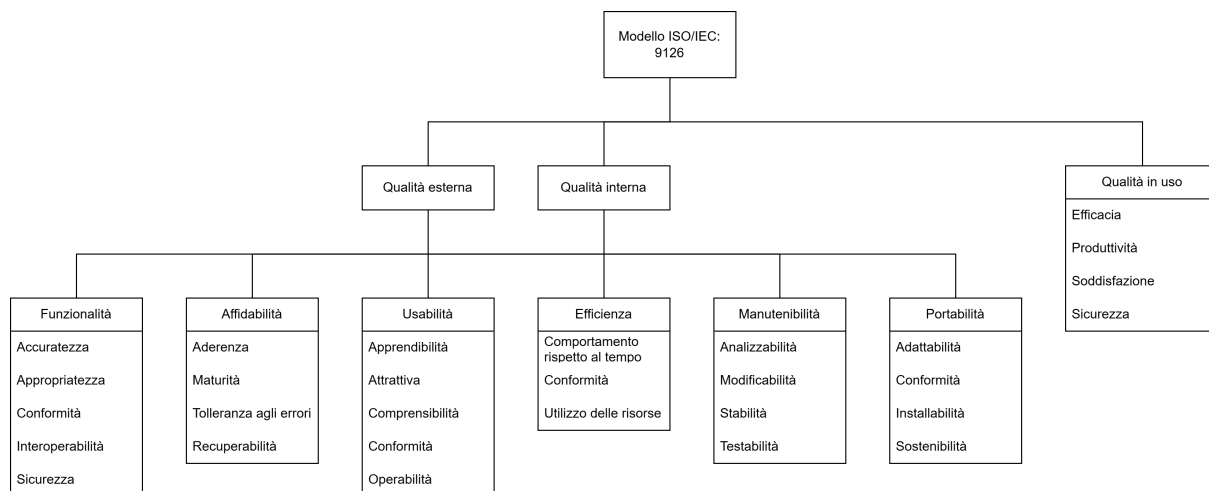 Modello ISO/IEC:
9126
Qualità esterna
Qualità interna
Qualità in uso
Efficacia
Produttività
Soddisfazione
Sicurezza
Funzionalità
Accuratezza
Appropriatezza
Conformità
Interoperabilità
Sicurezza
Affidabilità
Aderenza
Maturità
Tolleranza agli errori
Recuperabilità
Usabilità
Apprendibilità
Attrattiva
Comprensibilità
Conformità
Operabilità
Efficienza
Comportamento
rispetto al tempo
Conformità
Utilizzo delle risorse
Manutenibilità
Analizzabilità
Modificabilità
Stabilità
Testabilità
Portabilità
Adattabilità
Conformità
Installabilità
Sostenibilità